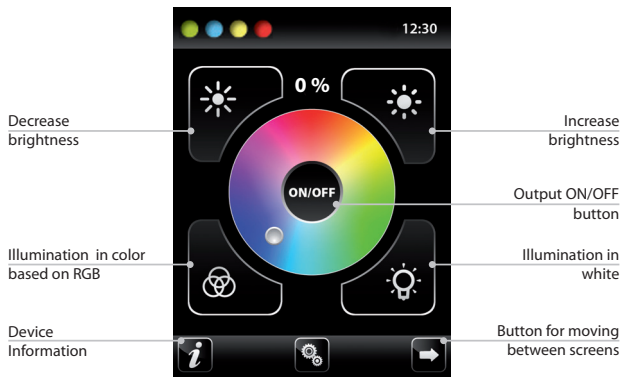 12:30
0 %
Decrease
brightness
Increase
brightness
ON/OFF
Output ON/OFF
button
Illumination in color
based on RGB
Illumination in
white
Device
Information
i
Button for moving
between screens